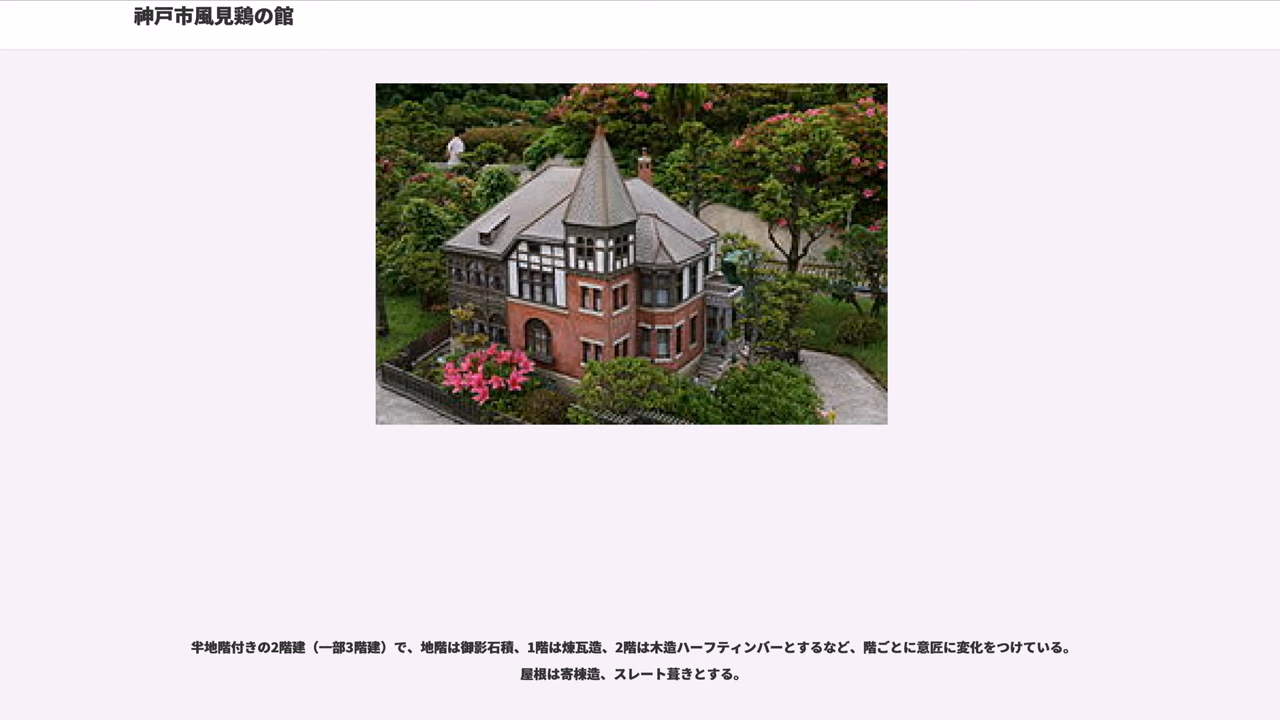 神戸市風見鶏の館
半地階付きの2階建（一部3階建）で、地階は御影石積、1階は煉瓦造、2階は木造ハーフティンバーとするなど、階ごとに意匠に変化をつけている。
屋根は寄棟造、スレート葺きとする。